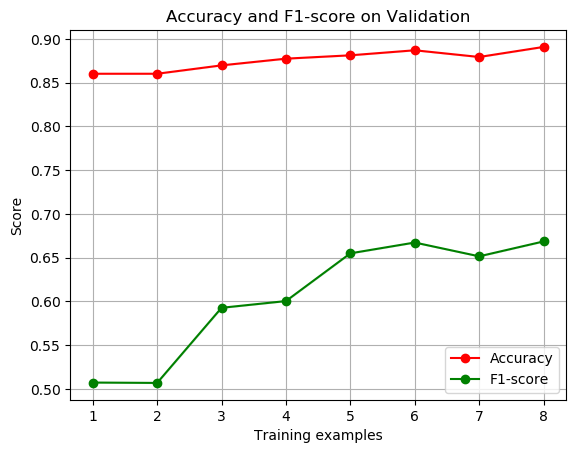 Accuracy and F1-score on Validation
0.90
0.85
0.80
0.75
0.70
0.65
0.60
0.55
0.50
Score
Accuracy
F1-score
1 2 3 4 5 6 7 8
Training examples